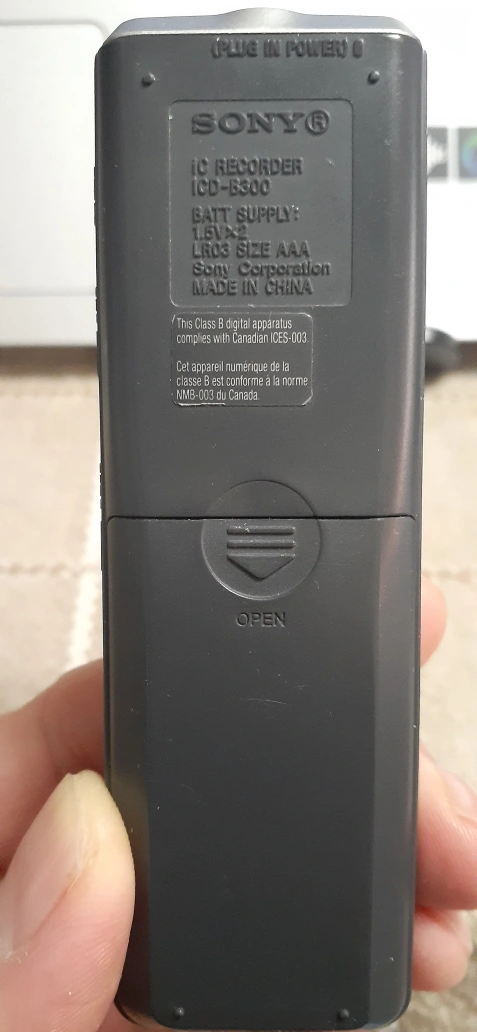 (PLUG IN POWER)
SONY®
IC RECORDER
ICD-B300
BATT SUPPLY:
1.5V×2
LR03 SIZE AAA
Sony Corporation
MADE IN CHINA
This Class B digital apparatus
complies with Canadian ICES-003.
Cet appareil numérique de la
classe B est conforme à la norme
NMB-003 du Canada.
OPEN